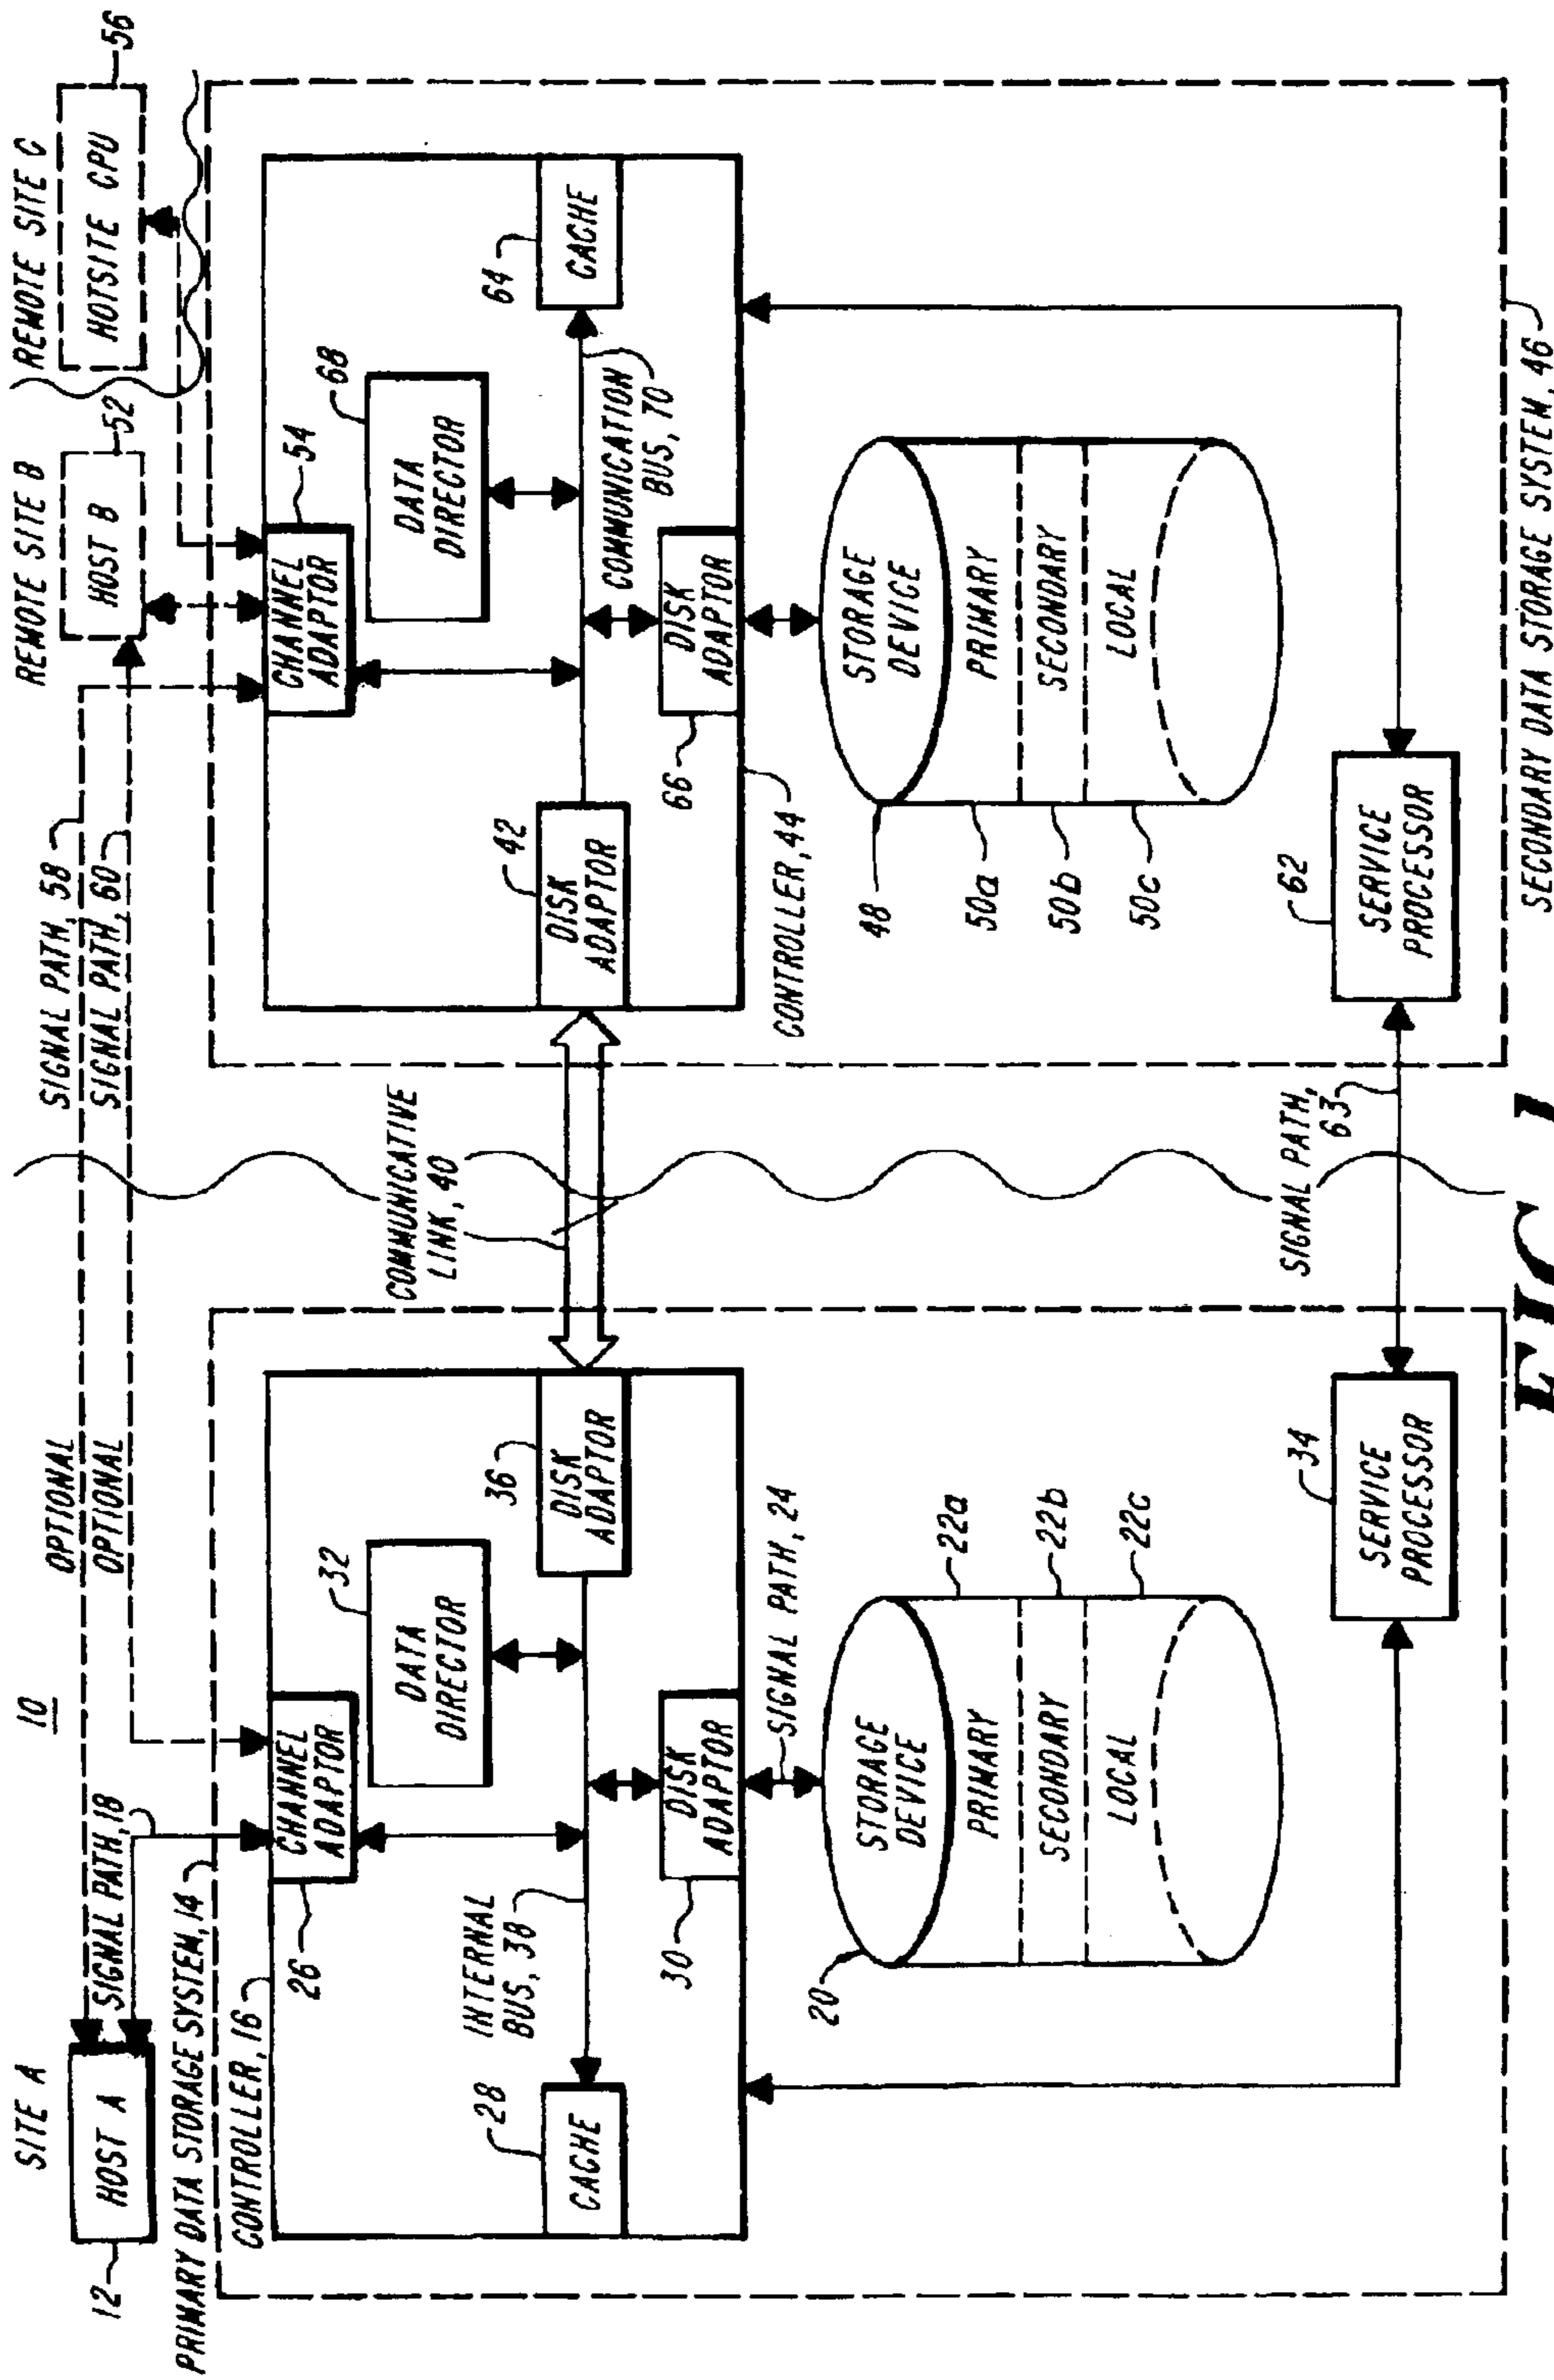 SITE A
10
REMOTE SITE B
REMOTE SITE C
HOST A
12
SIGNAL PATH, 18
OPTIONAL
OPTIONAL
SIGNAL PATH, 58
SIGNAL PATH, 60
HOST B
52
HOTSITE CPU
56
PRIMARY DATA STORAGE SYSTEM, 14
CONTROLLER, 16
CHANNEL
ADAPTOR
26
DATA
DIRECTOR
32
CACHE
28
INTERNAL
BUS, 38
DISK
ADAPTOR
30
DISK
ADAPTOR
36
SIGNAL PATH, 24
COMMUNICATIVE
LINK, 40
CHANNEL
ADAPTOR
54
DATA
DIRECTOR
68
DISK
ADAPTOR
42
CACHE
64
COMMUNICATION
BUS, 70
DISK
ADAPTOR
66
CONTROLLER, 44
STORAGE
DEVICE
20
PRIMARY
22a
SECONDARY
22b
LOCAL
22c
STORAGE
DEVICE
48
PRIMARY
50a
SECONDARY
50b
LOCAL
50c
SERVICE
PROCESSOR
34
SIGNAL PATH,
63
SERVICE
PROCESSOR
62
SECONDARY DATA STORAGE SYSTEM, 46
FIG. 1